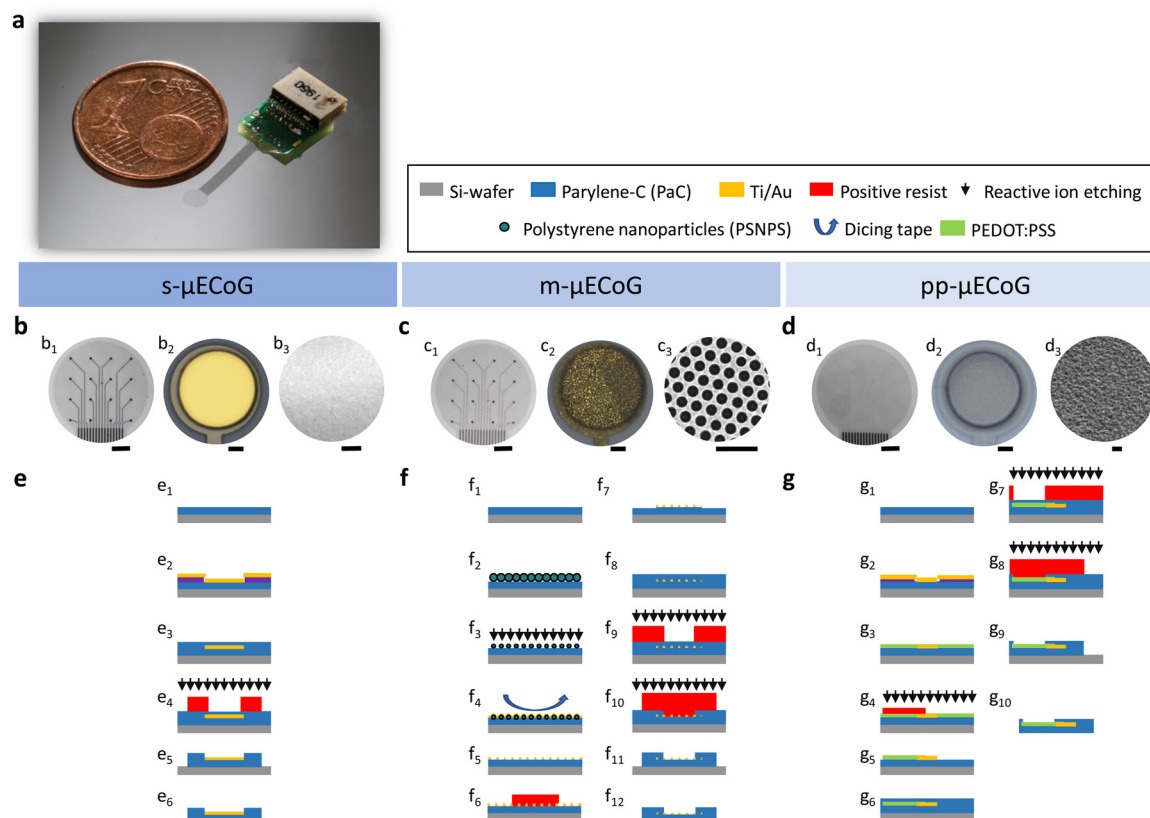 a
1950
Si-wafer Parylene-C (PaC) Ti/Au Positive resist Reactive ion etching
Polystyrene nanoparticles (PSNPS) Dicing tape PEDOT:PSS
s-μECoG m-μECoG pp-μECoG
b b1 b2 b3 c c1 c2 c3 d d1 d2 d3
e e1 f f1 f7 g g1 g7
e2 f2 f8 g2 g8
e3 f3 f9 g3 g9
e4 f4 f10 g4 g10
e5 f5 f11 g5
e6 f6 f12 g6